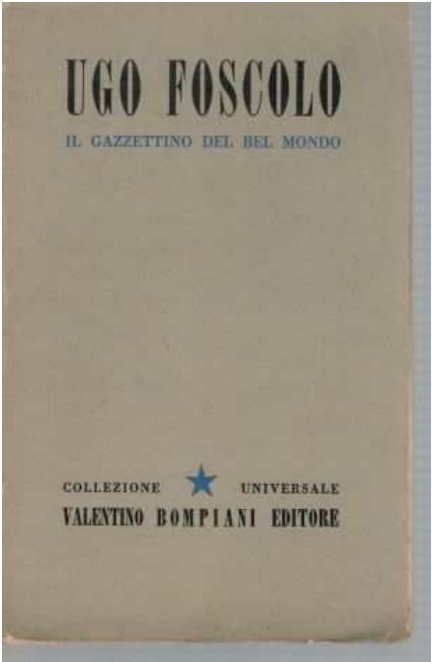 UGO FOSCOLO
IL GAZZETTINO DEL BEL MONDO
COLLEZIONE UNIVERSALE
VALENTINO BOMPIANI EDITORE